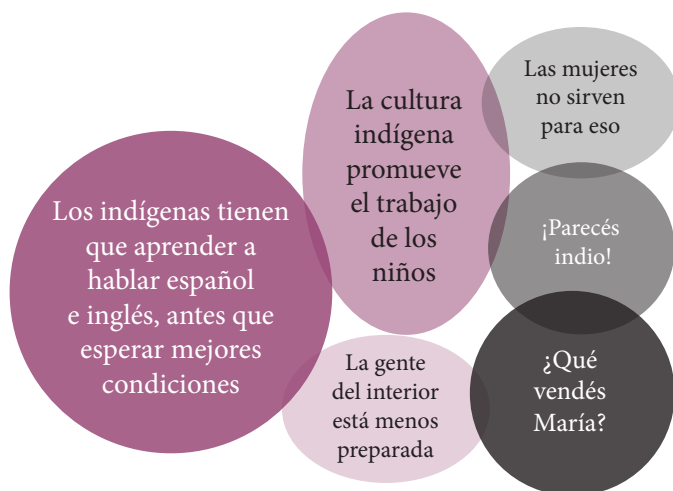 Los indígenas tienen
que aprender a
hablar español
e inglés, antes que
esperar mejores
condiciones
La cultura
indígena
promueve
el trabajo
de los
niños
Las mujeres
no sirven
para eso
¡Parecés
indio!
La gente
del interior
está menos
preparada
¿Qué
vendés
María?